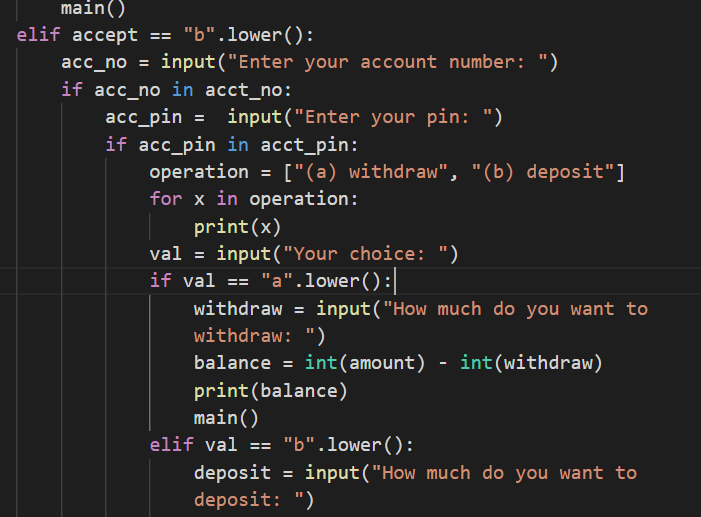 main()
elif accept == "b".lower():
acc_no = input("Enter your account number: ")
if acc_no in acct_no:
acc_pin =  input("Enter your pin: ")
if acc_pin in acct_pin:
operation = ["(a) withdraw", "(b) deposit"]
for x in operation:
print(x)
val = input("Your choice: ")
if val == "a".lower():
withdraw = input("How much do you want to
withdraw: ")
balance = int(amount) - int(withdraw)
print(balance)
main()
elif val == "b".lower():
deposit = input("How much do you want to
deposit: ")